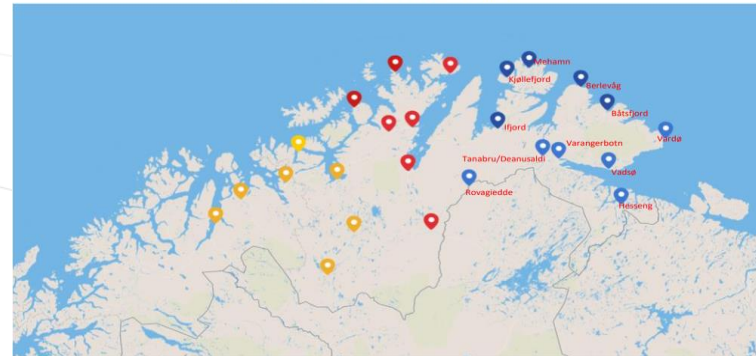 Mehamn
Kjøllefjord
Berlevåg
Båtsfjord
Ifjord
Vardø
Varangerbotn
Tanabru/Deanusaldi
Vadsø
Rovagiedde
Hesseng